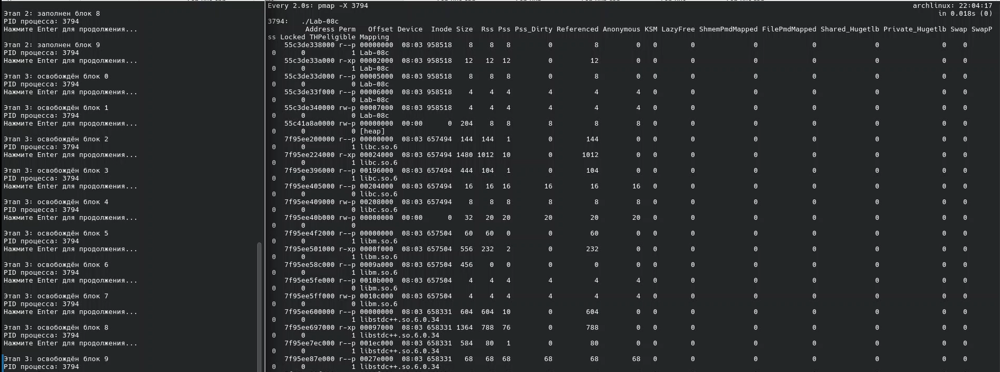 Этап 2: заполнен блок 8
PID процесса: 3794
Нажмите Enter для продолжения...
Этап 2: заполнен блок 9
PID процесса: 3794
Нажмите Enter для продолжения...
Этап 3: освобождён блок 0
PID процесса: 3794
Нажмите Enter для продолжения...
Этап 3: освобождён блок 1
PID процесса: 3794
Нажмите Enter для продолжения...
Этап 3: освобождён блок 2
PID процесса: 3794
Нажмите Enter для продолжения...
Этап 3: освобождён блок 3
PID процесса: 3794
Нажмите Enter для продолжения...
Этап 3: освобождён блок 4
PID процесса: 3794
Нажмите Enter для продолжения...
Этап 3: освобождён блок 5
PID процесса: 3794
Нажмите Enter для продолжения...
Этап 3: освобождён блок 6
PID процесса: 3794
Нажмите Enter для продолжения...
Этап 3: освобождён блок 7
PID процесса: 3794
Нажмите Enter для продолжения...
Этап 3: освобождён блок 8
PID процесса: 3794
Нажмите Enter для продолжения...
Этап 3: освобождён блок 9
PID процесса: 3794
Every 2.0s: pmap -X 3794 archlinux: 22:04:17
in 0.018s (0)
3794: ./Lab-08c
Address Perm Offset Device Inode Size Rss Pss Pss_Dirty Referenced Anonymous KSM LazyFree ShmemPmdMapped FilePmdMapped Shared_Hugetlb Private_Hugetlb Swap SwapP
ss Locked THPeligible Mapping
55c3de338000 r--p 00000000 08:03 958518 8 8 8 0 8 0 0 0 0 0 0 0 0
0 0 1 Lab-08c
55c3de33a000 r-xp 00002000 08:03 958518 12 12 12 0 12 0 0 0 0 0 0 0 0
0 0 1 Lab-08c
55c3de33d000 r--p 00005000 08:03 958518 8 8 8 0 8 0 0 0 0 0 0 0 0
0 0 0 Lab-08c
55c3de33f000 r--p 00006000 08:03 958518 4 4 4 4 4 4 0 0 0 0 0 0 0
0 0 0 Lab-08c
55c3de340000 rw-p 00007000 08:03 958518 4 4 4 4 4 4 0 0 0 0 0 0 0
0 0 0 Lab-08c
55c41a8a0000 rw-p 00000000 00:00 0 204 8 8 8 8 8 0 0 0 0 0 0 0
0 0 0 [heap]
7f95ee200000 r--p 00000000 08:03 657494 144 144 1 0 144 0 0 0 0 0 0 0 0
0 0 1 libc.so.6
7f95ee224000 r-xp 00024000 08:03 657494 1480 1012 10 0 1012 0 0 0 0 0 0 0 0
0 0 1 libc.so.6
7f95ee396000 r--p 00196000 08:03 657494 444 104 1 0 104 0 0 0 0 0 0 0 0
0 0 1 libc.so.6
7f95ee405000 r--p 00204000 08:03 657494 16 16 16 16 16 16 0 0 0 0 0 0 0
0 0 0 libc.so.6
7f95ee409000 rw-p 00208000 08:03 657494 8 8 8 8 8 8 0 0 0 0 0 0 0
0 0 0 libc.so.6
7f95ee40b000 rw-p 00000000 00:00 0 32 20 20 20 20 20 0 0 0 0 0 0 0
0 0 0
7f95ee4f2000 r--p 00000000 08:03 657504 60 60 0 0 60 0 0 0 0 0 0 0 0
0 0 1 libm.so.6
7f95ee501000 r-xp 0000f000 08:03 657504 556 232 2 0 232 0 0 0 0 0 0 0 0
0 0 1 libm.so.6
7f95ee58c000 r--p 0009a000 08:03 657504 456 0 0 0 0 0 0 0 0 0 0 0 0
0 0 1 libm.so.6
7f95ee5fe000 r--p 0010b000 08:03 657504 4 4 4 4 4 4 0 0 0 0 0 0 0
0 0 0 libm.so.6
7f95ee5ff000 rw-p 0010c000 08:03 657504 4 4 4 4 4 4 0 0 0 0 0 0 0
0 0 0 libm.so.6
7f95ee600000 r--p 00000000 08:03 658331 604 604 10 0 604 0 0 0 0 0 0 0 0
0 0 1 libstdc++.so.6.0.34
7f95ee697000 r-xp 00097000 08:03 658331 1364 788 76 0 788 0 0 0 0 0 0 0 0
0 0 1 libstdc++.so.6.0.34
7f95ee7ec000 r--p 001ec000 08:03 658331 584 80 1 0 80 0 0 0 0 0 0 0 0
0 0 1 libstdc++.so.6.0.34
7f95ee87e000 r--p 0027e000 08:03 658331 68 68 68 68 68 68 0 0 0 0 0 0 0
0 0 1 libstdc++.so.6.0.34